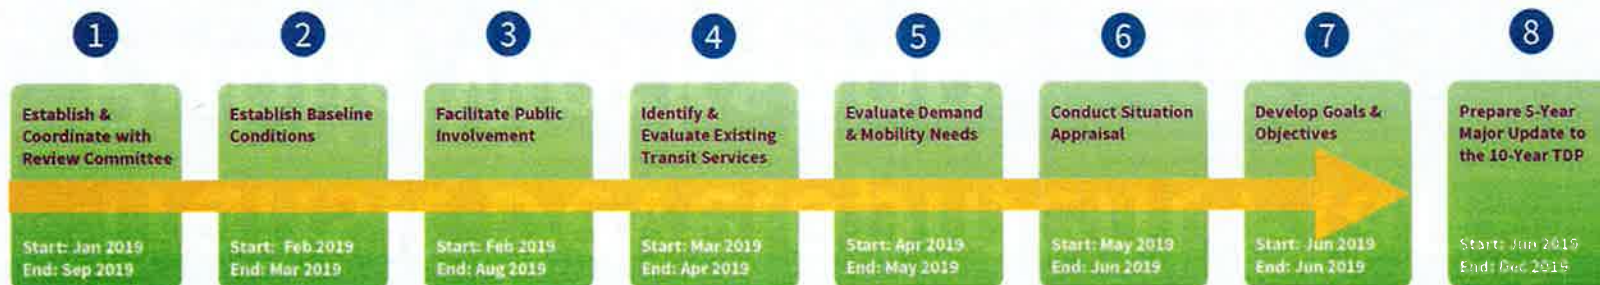 1
Establish &
Coordinate with
Review Committee
Start: Jan 2019
End: Sep 2019
2
Establish Baseline
Conditions
Start: Feb 2019
End: Mar 2019
3
Facilitate Public
Involvement
Start: Feb 2019
End: Aug 2019
4
Identify &
Evaluate Existing
Transit Services
Start: Mar 2019
End: Apr 2019
5
Evaluate Demand
& Mobility Needs
Start: Apr 2019
End: May 2019
6
Conduct Situation
Appraisal
Start: May 2019
End: Jun 2019
7
Develop Goals &
Objectives
Start: Jun 2019
End: Jun 2019
8
Prepare 5-Year
Major Update to
the 10-Year TDP
Start: Jun 2019
End: Dec 2019